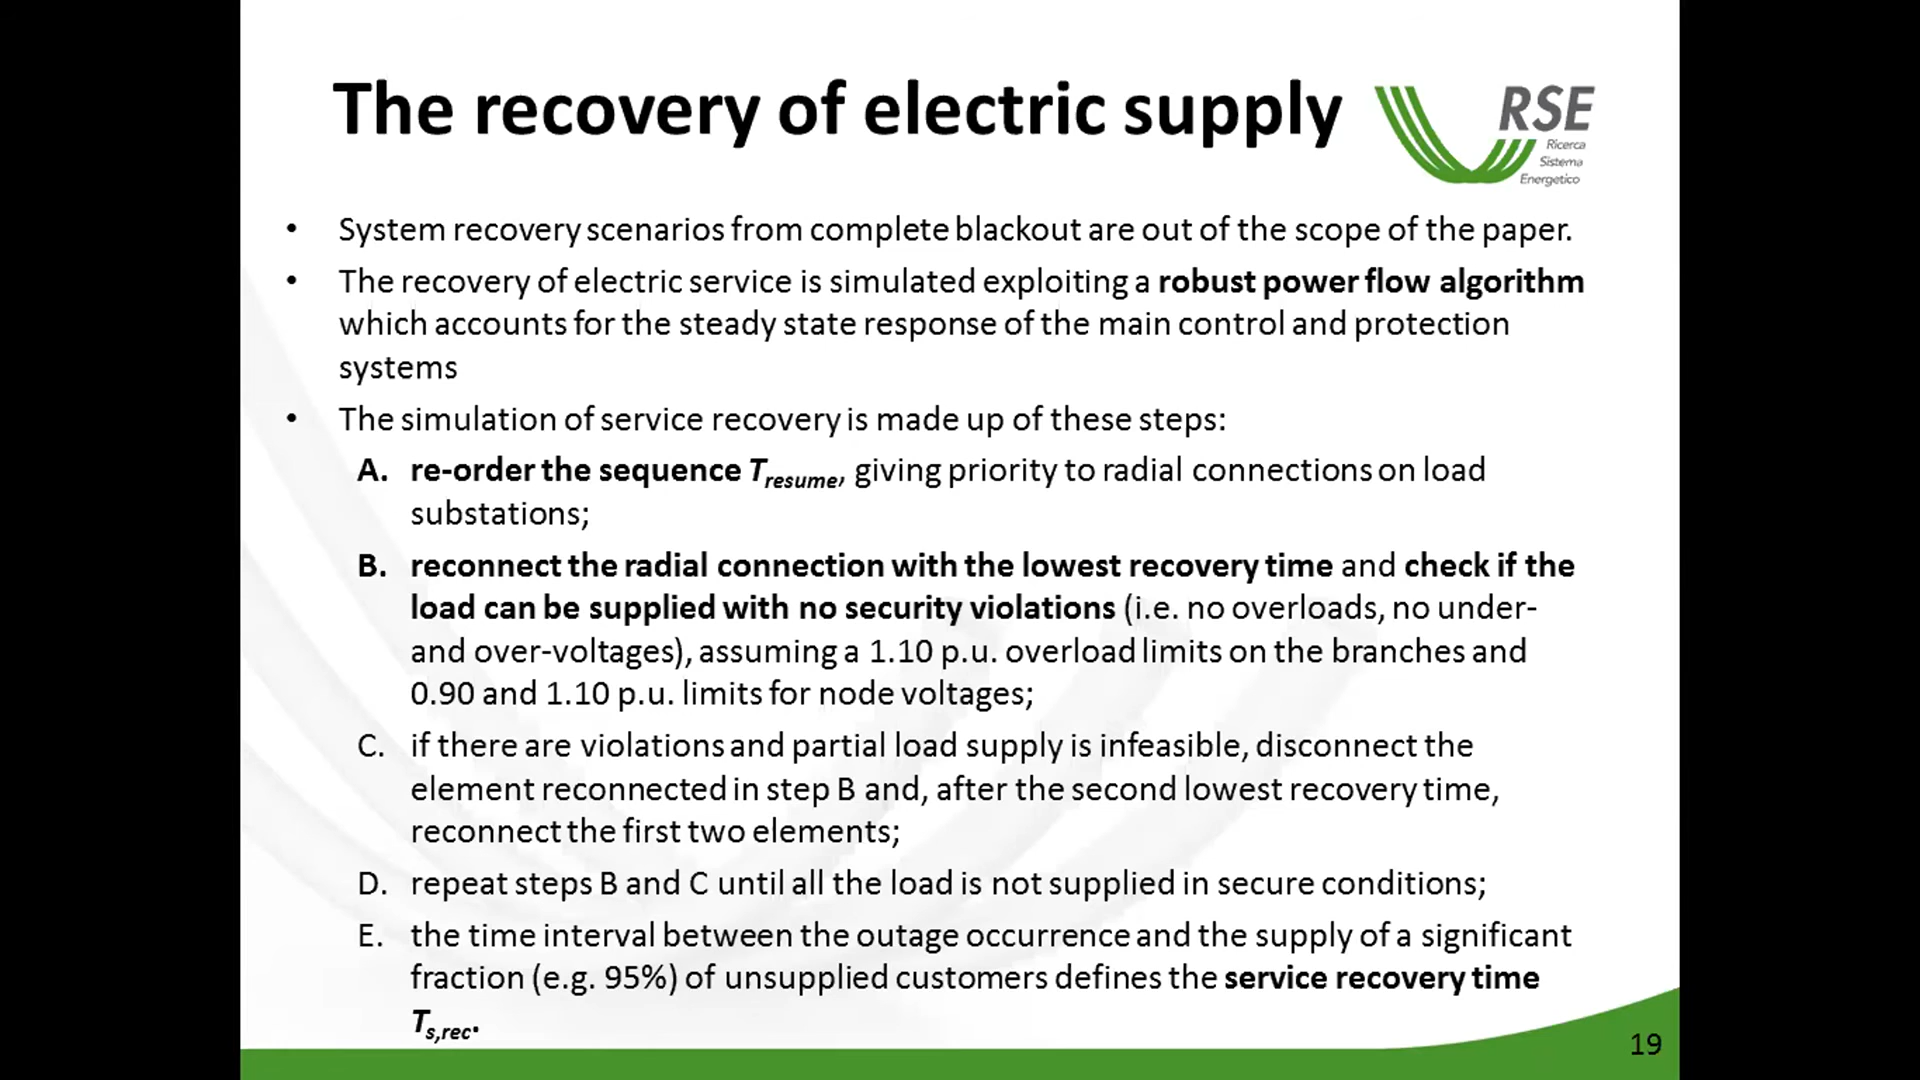 The recovery of electric supply
RSE
Ricerca
Sistema
Energetico
• System recovery scenarios from complete blackout are out of the scope of the paper.
• The recovery of electric service is simulated exploiting a robust power flow algorithm
which accounts for the steady state response of the main control and protection
systems
• The simulation of service recovery is made up of these steps:
A. re-order the sequence Tresume, giving priority to radial connections on load
substations;
B. reconnect the radial connection with the lowest recovery time and check if the
load can be supplied with no security violations (i.e. no overloads, no under-
and over-voltages), assuming a 1.10 p.u. overload limits on the branches and
0.90 and 1.10 p.u. limits for node voltages;
C. if there are violations and partial load supply is infeasible, disconnect the
element reconnected in step B and, after the second lowest recovery time,
reconnect the first two elements;
D. repeat steps B and C until all the load is not supplied in secure conditions;
E. the time interval between the outage occurrence and the supply of a significant
fraction (e.g. 95%) of unsupplied customers defines the service recovery time
Ts,rec.
19